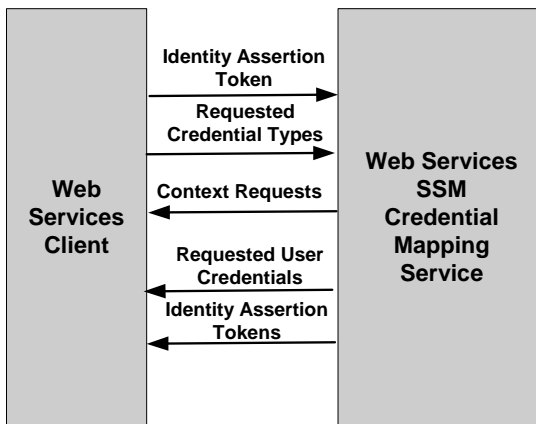 Identity Assertion
Token
Requested
Credential Types
Context Requests
Requested User
Credentials
Identity Assertion
Tokens
Web
Services
Client
Web Services
SSM
Credential
Mapping
Service